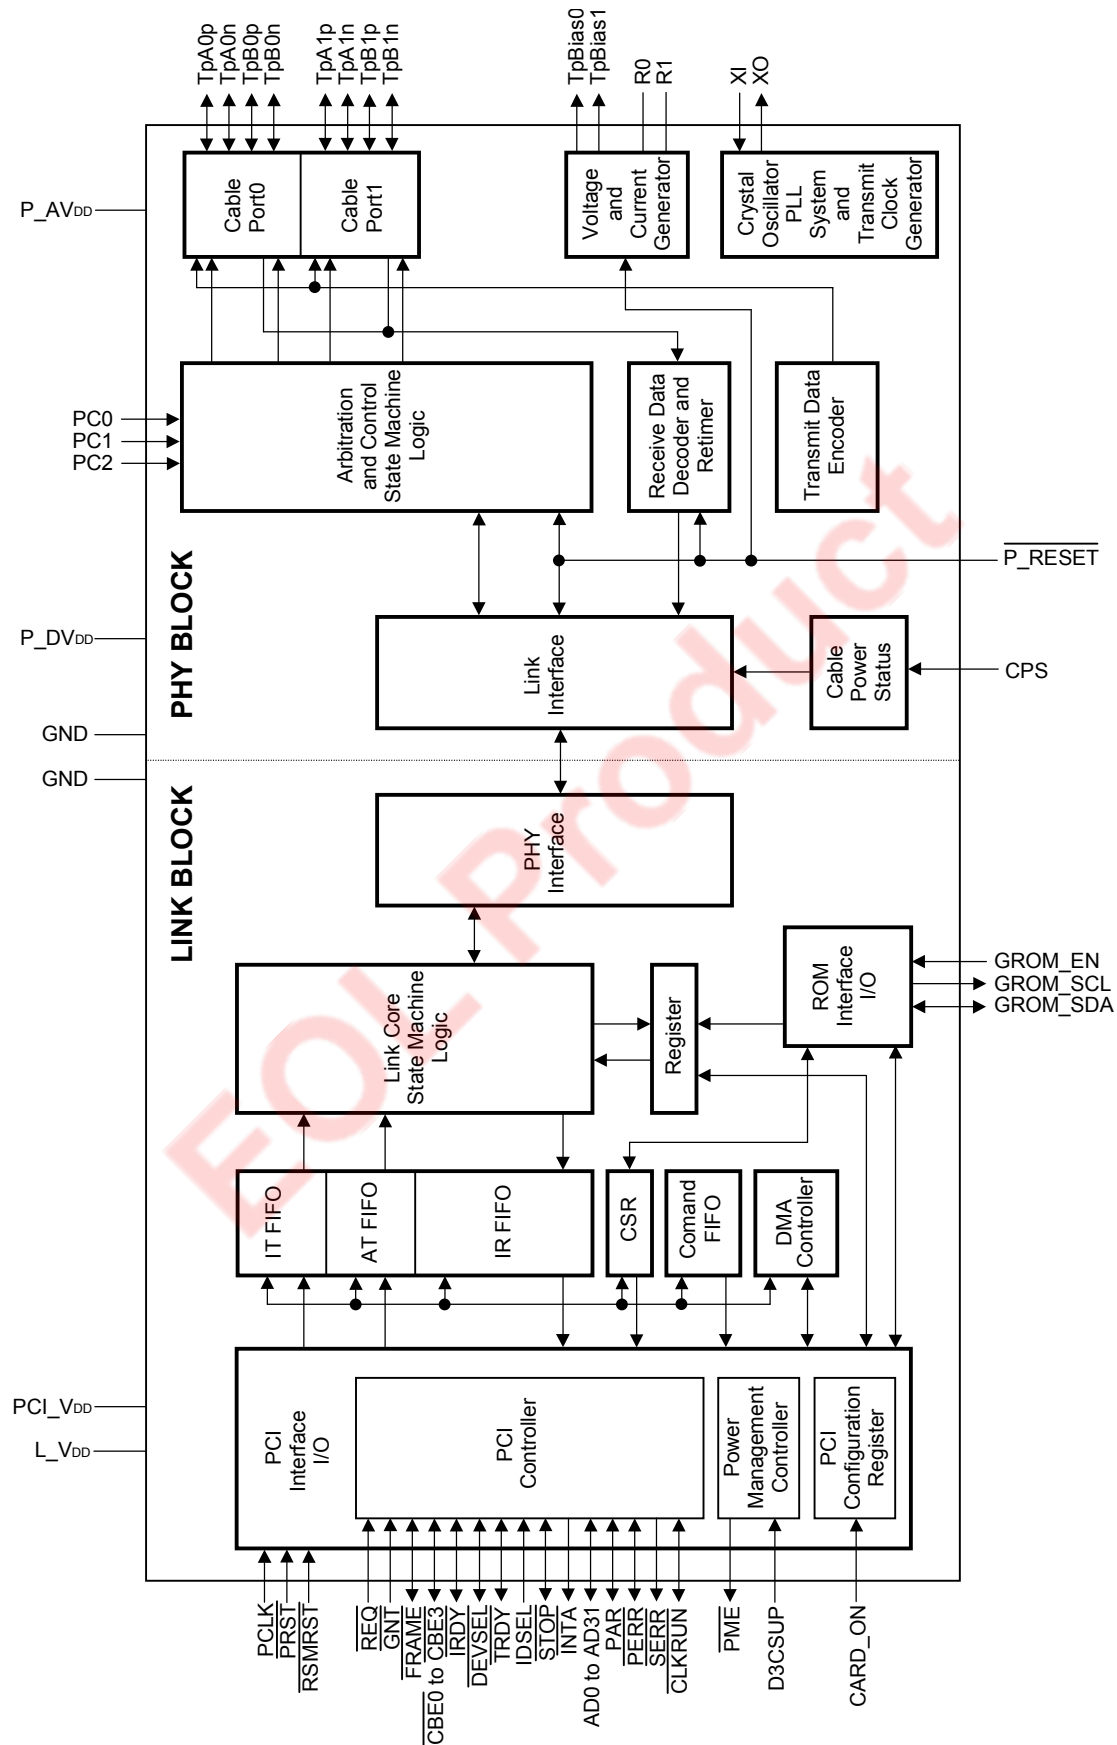 TpA0p
TpA0n
TpB0p
TpB0n
TpA1p
TpA1n
TpB1p
TpB1n
TpBias0
TpBias1
R0
R1
XI
XO
P_AVDD
Cable
Port0
Cable
Port1
Voltage
and
Current
Generator
Crystal
Oscillator
PLL
System
and
Transmit
Clock
Generator
PC0
PC1
PC2
Arbitration
and Control
State Machine
Logic
Receive Data
Decoder and
Retimer
Transmit Data
Encoder
P_RESET
PHY BLOCK
P_DVDD
Link
Interface
Cable
Power
Status
CPS
GND
GND
LINK BLOCK
PHY
Interface
Link Core
State Machine
Logic
Register
ROM
Interface
I/O
GROM_EN
GROM_SCL
GROM_SDA
IT FIFO
AT FIFO
IR FIFO
CSR
Comand
FIFO
DMA
Controller
PCI_VDD
L_VDD
PCI
Interface
I/O
PCI
Controller
Power
Management
Controller
PCI
Configuration
Register
PCLK
PRST
RSMRST
REQ
GNT
FRAME
CBE0 to CBE3
IRDY
DEVSEL
TRDY
IDSEL
STOP
INTA
AD0 to AD31
PAR
PERR
SERR
CLKRUN
PME
D3CSUP
CARD_ON
EOL Product